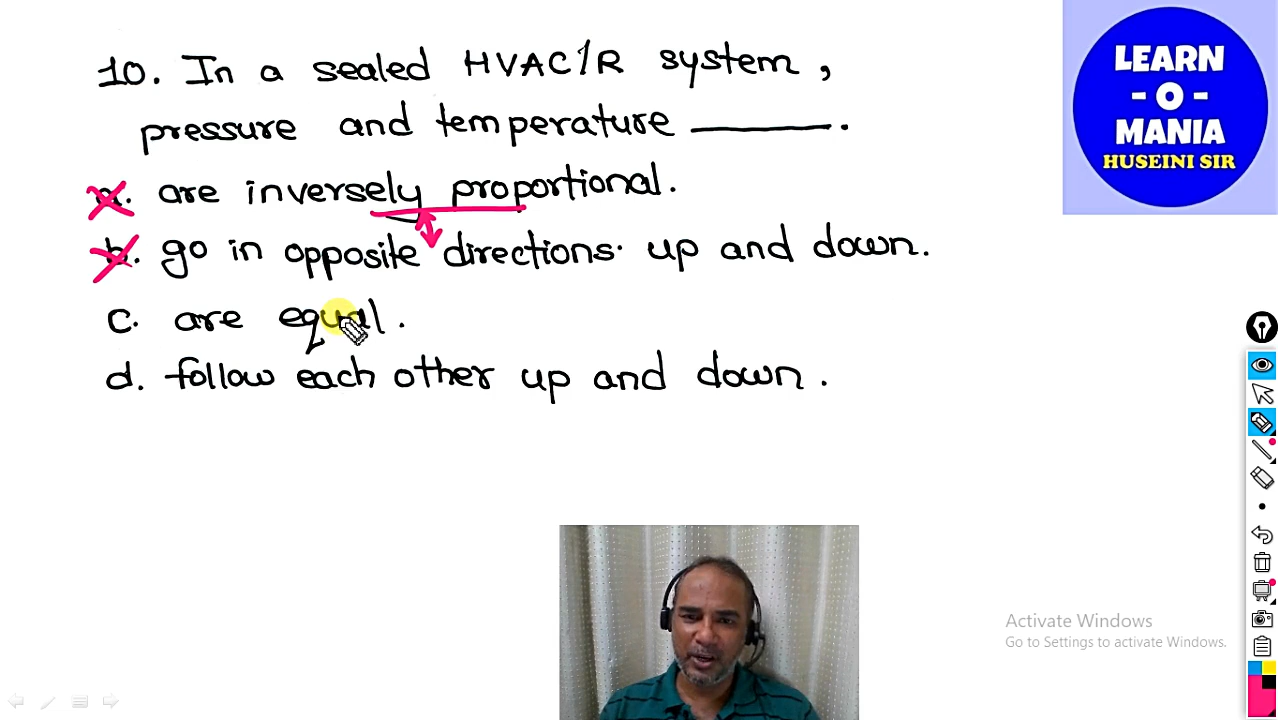 10. In a sealed HVAC/R system,
pressure and temperature ______.
a. are inversely proportional.
b. go in opposite directions. up and down.
c. are equal.
d. follow each other up and down.
LEARN
-O-
MANIA
HUSEINI SIR
Activate Windows
Go to Settings to activate Windows.